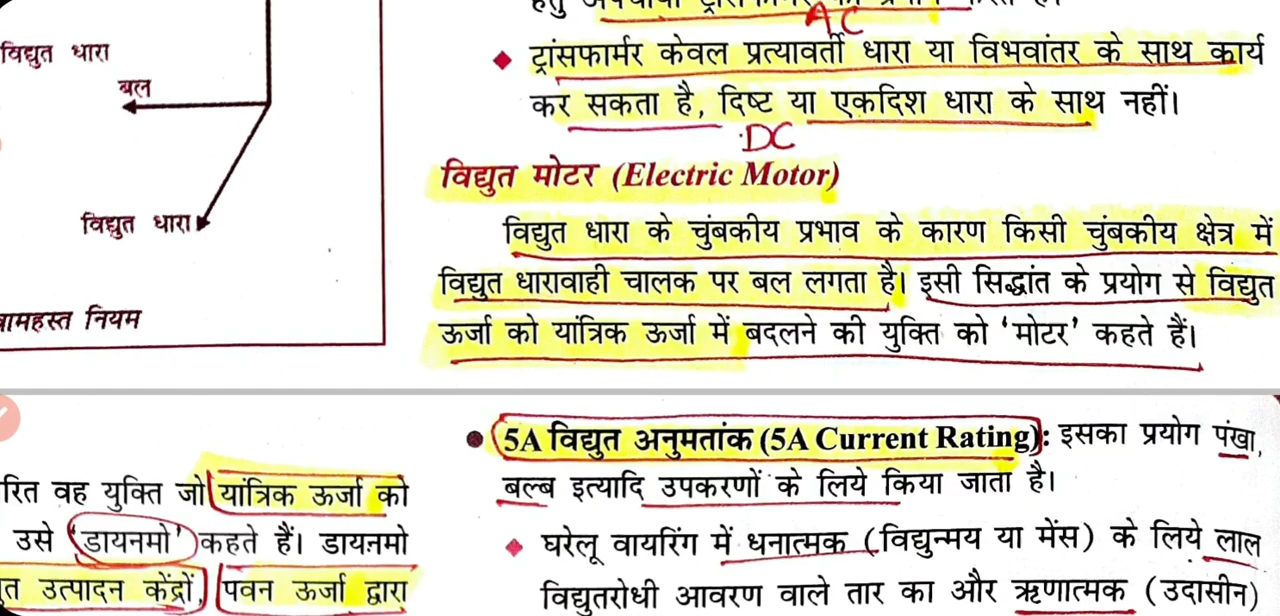 विद्युत धारा
बल
विद्युत धारा
वामहस्त नियम
AC
ट्रांसफार्मर केवल प्रत्यावर्ती धारा या विभवांतर के साथ कार्य
कर सकता है, दिष्ट या एकदिश धारा के साथ नहीं।
DC
विद्युत मोटर (Electric Motor)
विद्युत धारा के चुंबकीय प्रभाव के कारण किसी चुंबकीय क्षेत्र में
विद्युत धारावाही चालक पर बल लगता है। इसी सिद्धांत के प्रयोग से विद्युत
ऊर्जा को यांत्रिक ऊर्जा में बदलने की युक्ति को ‘मोटर’ कहते हैं।
वह युक्ति जो यांत्रिक ऊर्जा को
उसे ‘डायनमो’ कहते हैं। डायनमो
उत्पादन केंद्रों, पवन ऊर्जा द्वारा
5A विद्युत अनुमतांक (5A Current Rating): इसका प्रयोग पंखा,
बल्ब इत्यादि उपकरणों के लिये किया जाता है।
घरेलू वायरिंग में धनात्मक (विद्युन्मय या मेंस) के लिये लाल
विद्युतरोधी आवरण वाले तार का और ऋणात्मक (उदासीन)